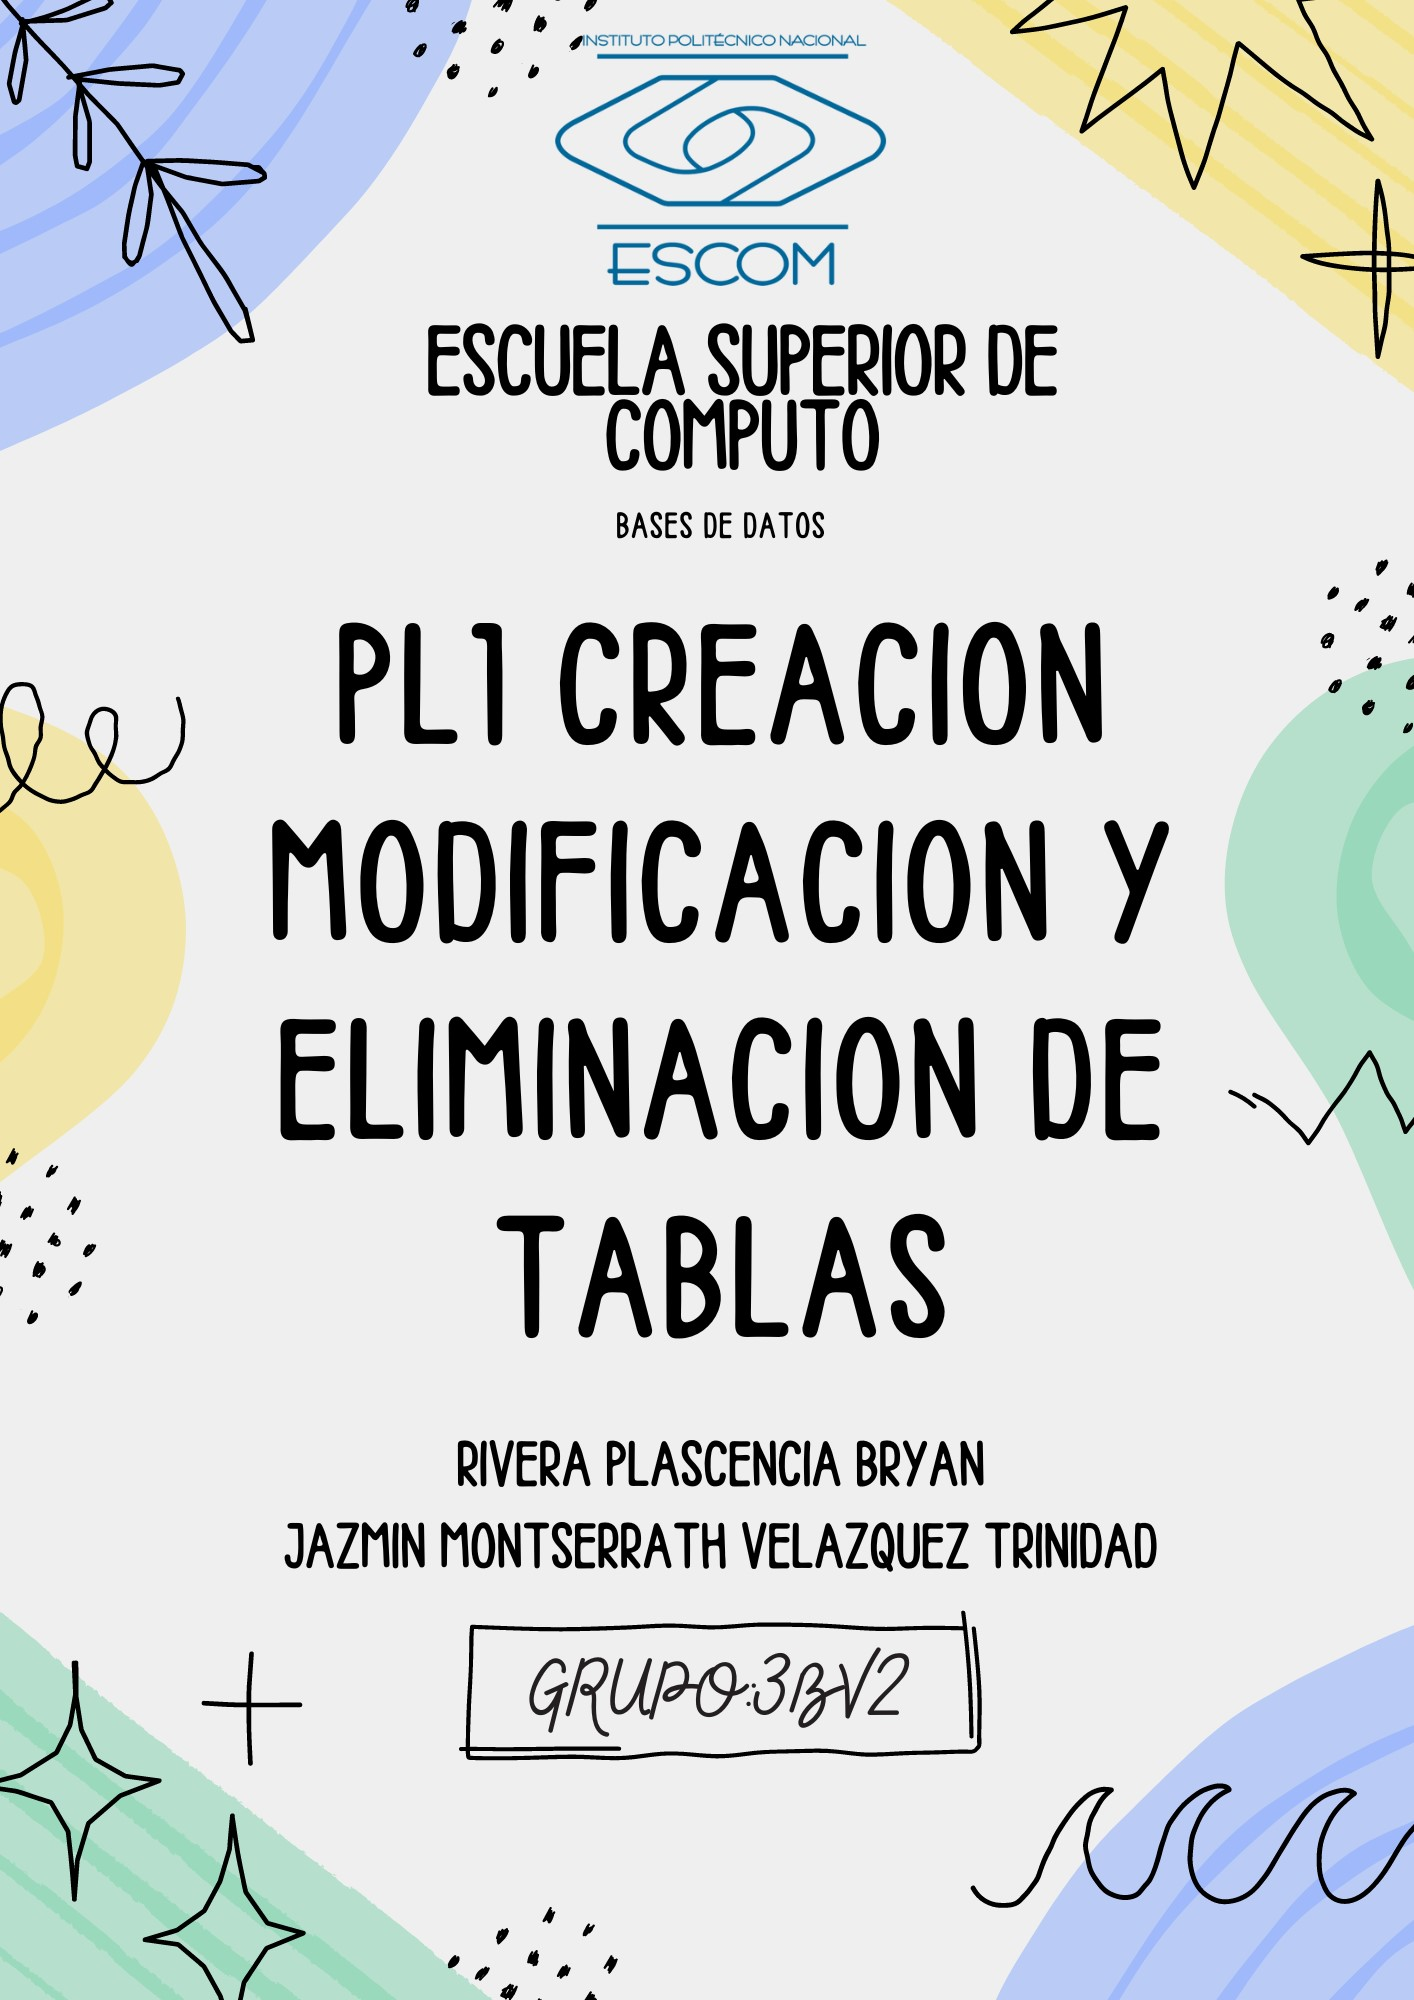 INSTITUTO POLITÉCNICO NACIONAL
ESCOM
ESCUELA SUPERIOR DE
COMPUTO
BASES DE DATOS
PL1 CREACION
MODIFICACION Y
ELIMINACION DE
TABLAS
RIVERA PLASCENCIA BRYAN
JAZMIN MONTSERRATH VELAZQUEZ TRINIDAD
GRUPO:3BV2